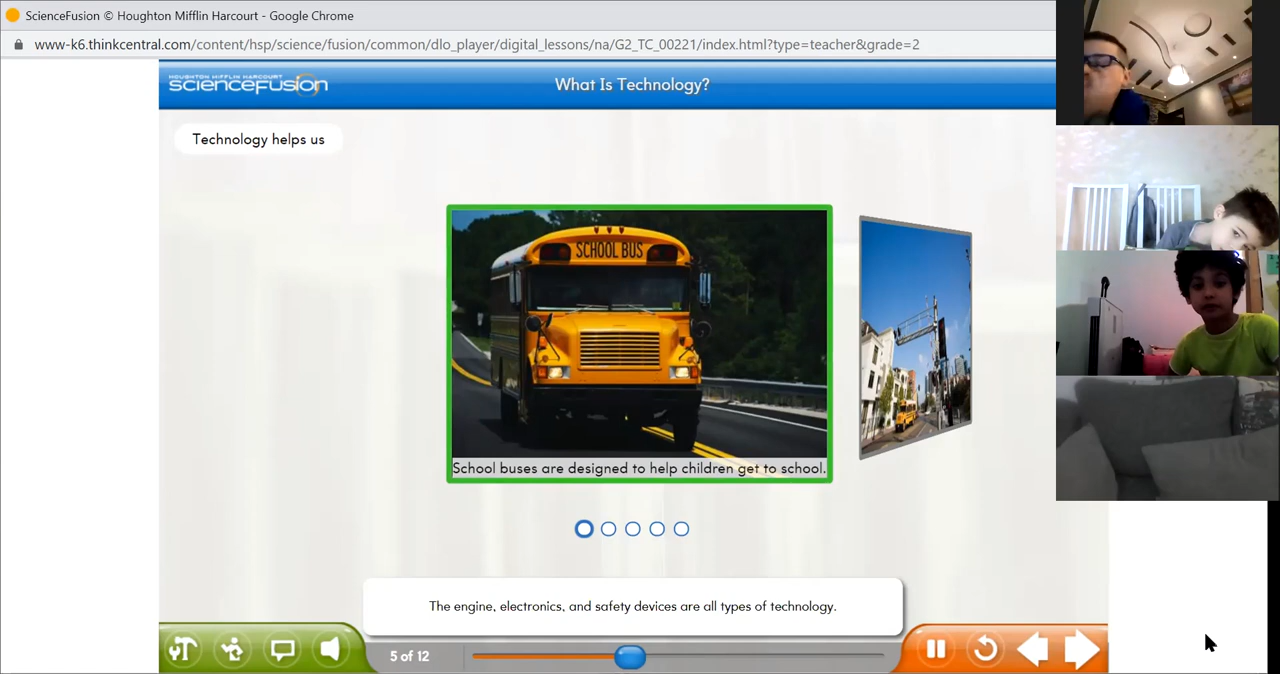 ScienceFusion © Houghton Mifflin Harcourt - Google Chrome
www-k6.thinkcentral.com/content/hsp/science/fusion/common/dlo_player/digital_lessons/na/G2_TC_00221/index.html?type=teacher&grade=2
HOUGHTON MIFFLIN HARCOURT
scienceFusion
What Is Technology?
Technology helps us
SCHOOL BUS
School buses are designed to help children get to school.
The engine, electronics, and safety devices are all types of technology.
5 of 12